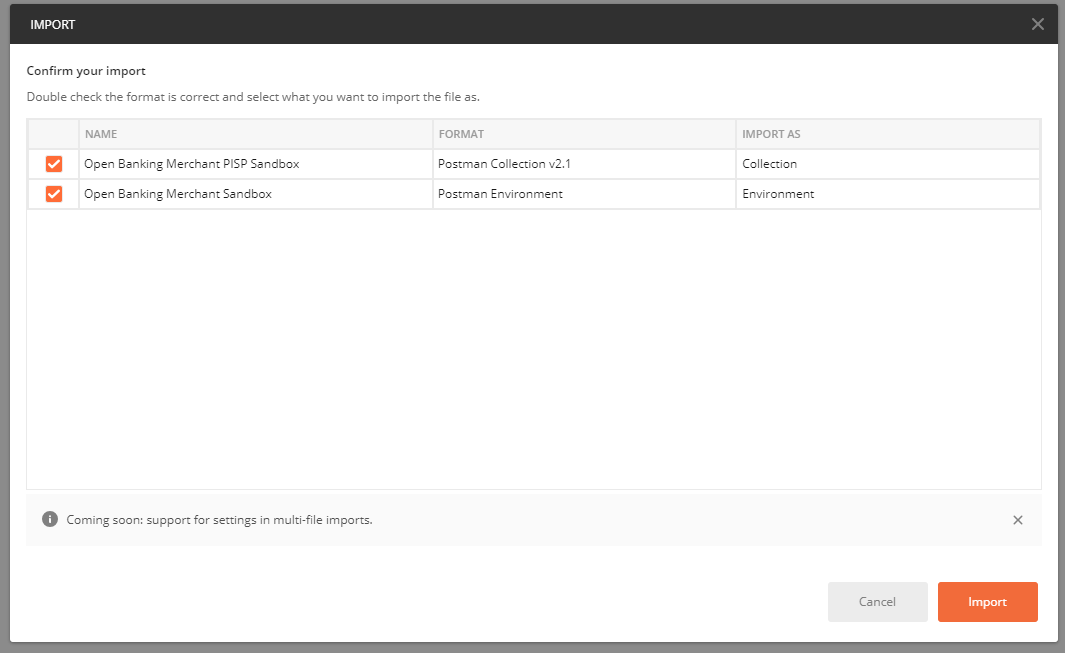 IMPORT
Confirm your import
Double check the format is correct and select what you want to import the file as.
NAME FORMAT IMPORT AS
Open Banking Merchant PISP Sandbox Postman Collection v2.1 Collection
Open Banking Merchant Sandbox Postman Environment Environment
Coming soon: support for settings in multi-file imports.
Cancel Import